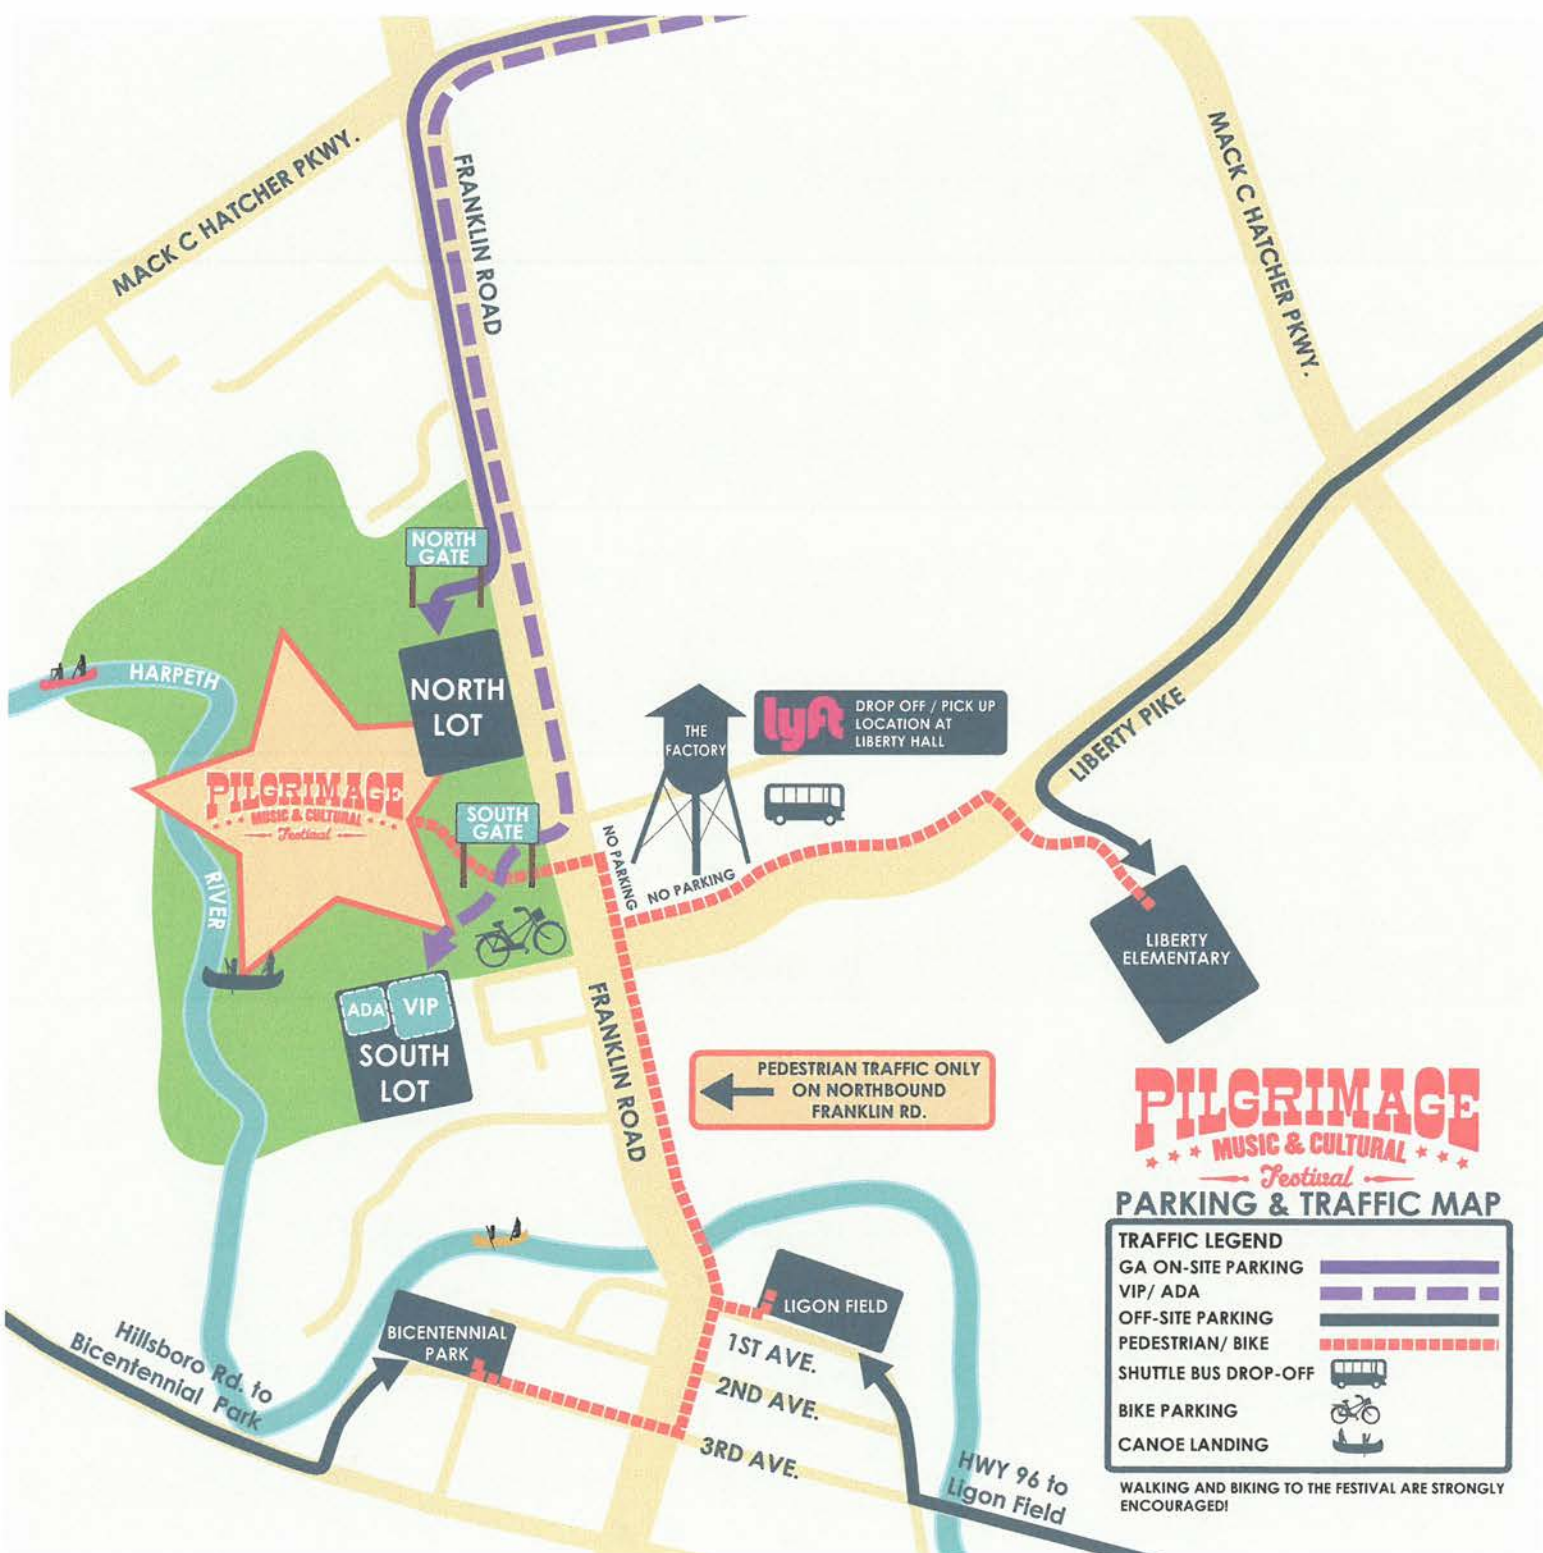 MACK C HATCHER PKWY.
FRANKLIN ROAD
MACK C HATCHER PKWY.
NORTH
GATE
HARPETH
RIVER
NORTH
LOT
PILGRIMAGE
MUSIC & CULTURAL
Festival
SOUTH
GATE
THE
FACTORY
lyft
DROP OFF / PICK UP
LOCATION AT
LIBERTY HALL
LIBERTY PIKE
NO PARKING
NO PARKING
LIBERTY
ELEMENTARY
ADA
VIP
SOUTH
LOT
FRANKLIN ROAD
PEDESTRIAN TRAFFIC ONLY
ON NORTHBOUND
FRANKLIN RD.
BICENTENNIAL
PARK
LIGON FIELD
1ST AVE.
2ND AVE.
3RD AVE.
Hillsboro Rd. to
Bicentennial Park
HWY 96 to
Ligon Field
PILGRIMAGE
MUSIC & CULTURAL
Festival
PARKING & TRAFFIC MAP
TRAFFIC LEGEND
GA ON-SITE PARKING
VIP/ ADA
OFF-SITE PARKING
PEDESTRIAN/ BIKE
SHUTTLE BUS DROP-OFF
BIKE PARKING
CANOE LANDING
WALKING AND BIKING TO THE FESTIVAL ARE STRONGLY
ENCOURAGED!